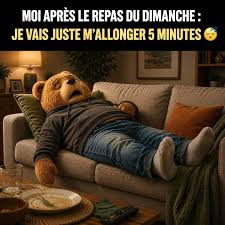 MOI APRÈS LE REPAS DU DIMANCHE :
JE VAIS JUSTE M'ALLONGER 5 MINUTES 😴